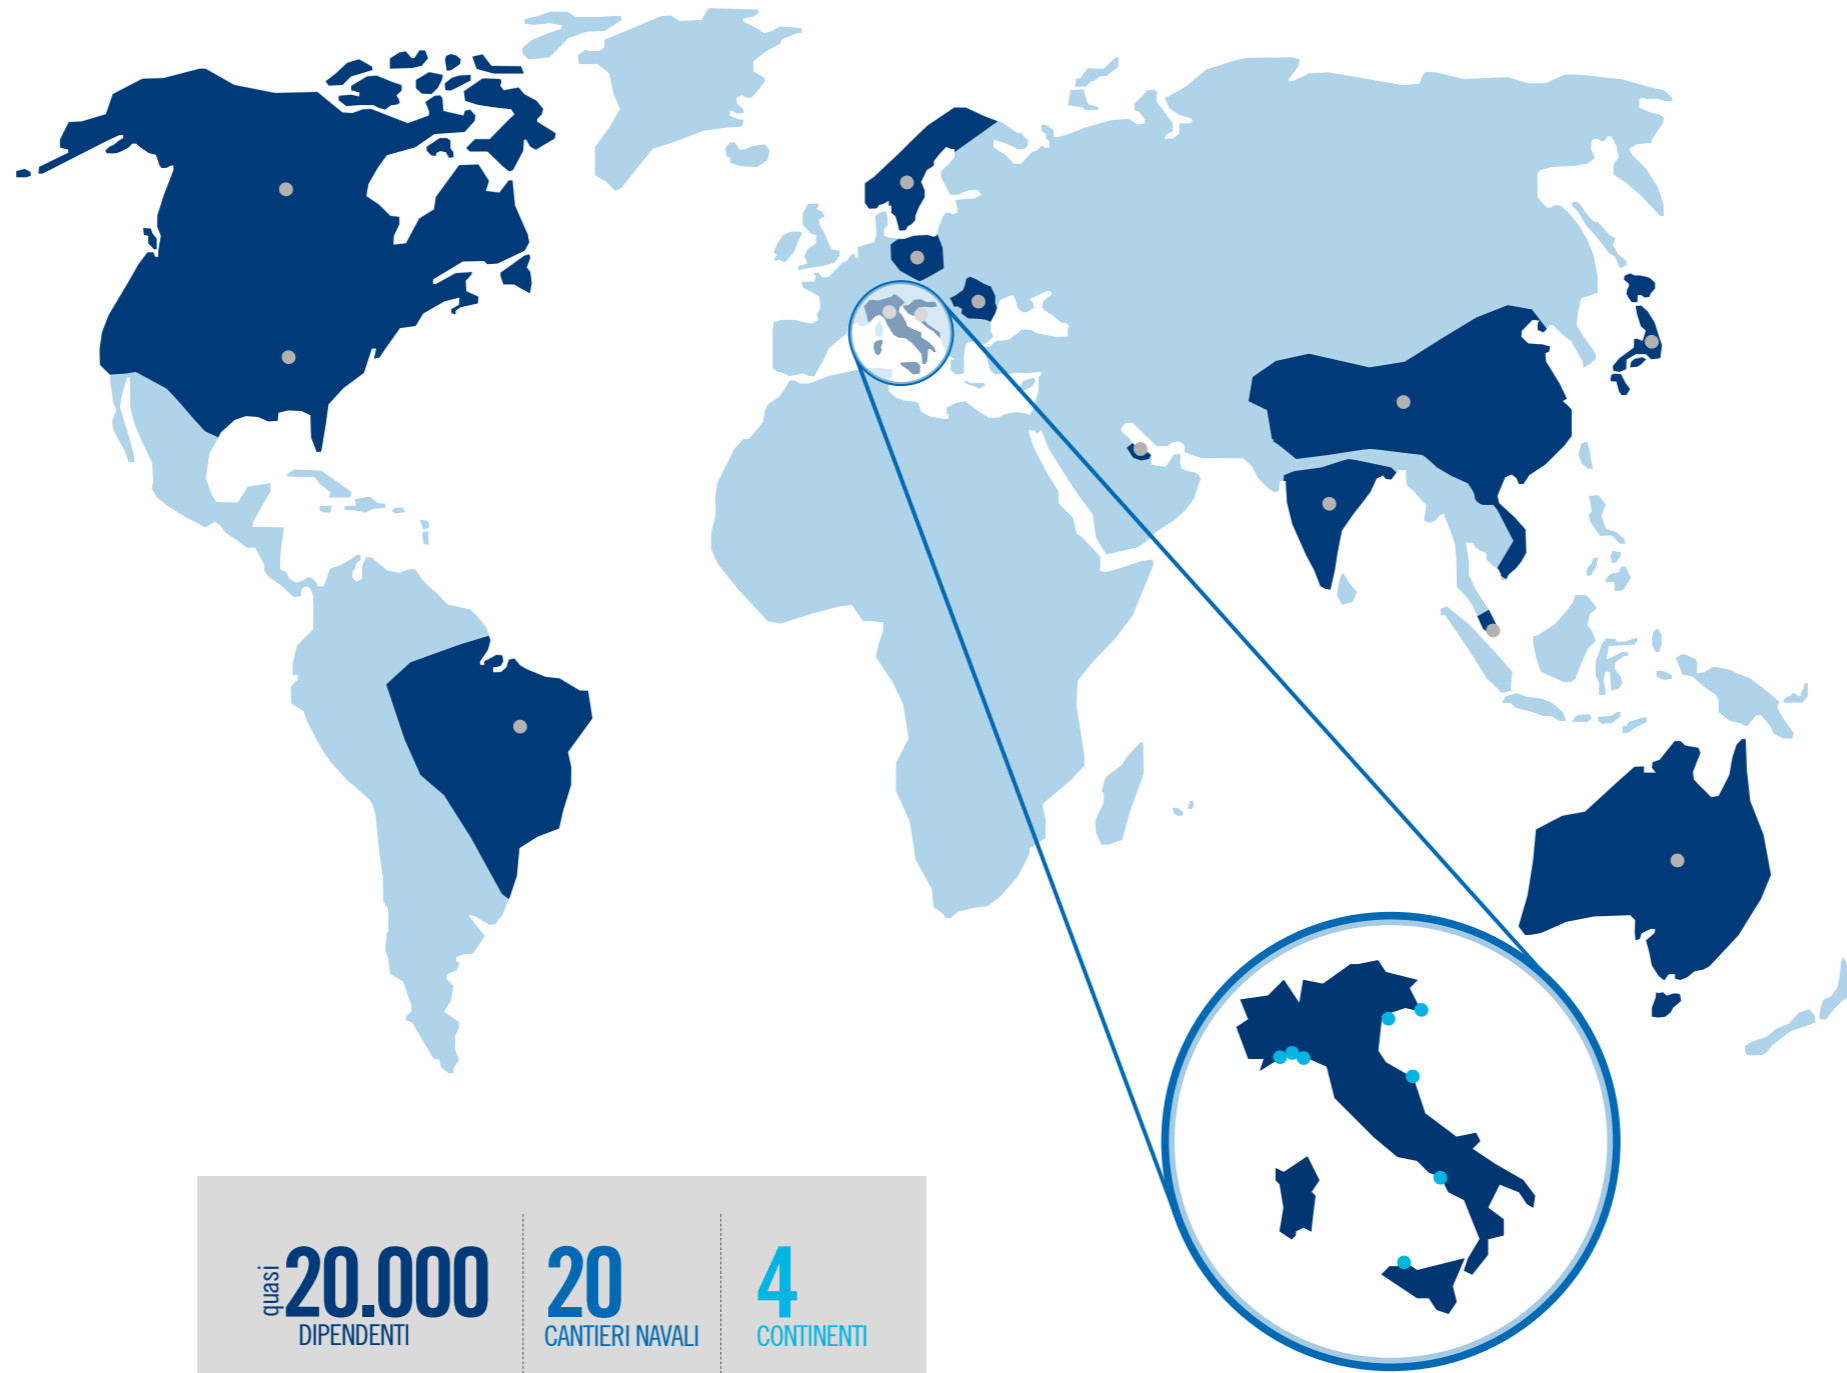 quasi
20.000
DIPENDENTI
20
CANTIERI NAVALI
4
CONTINENTI